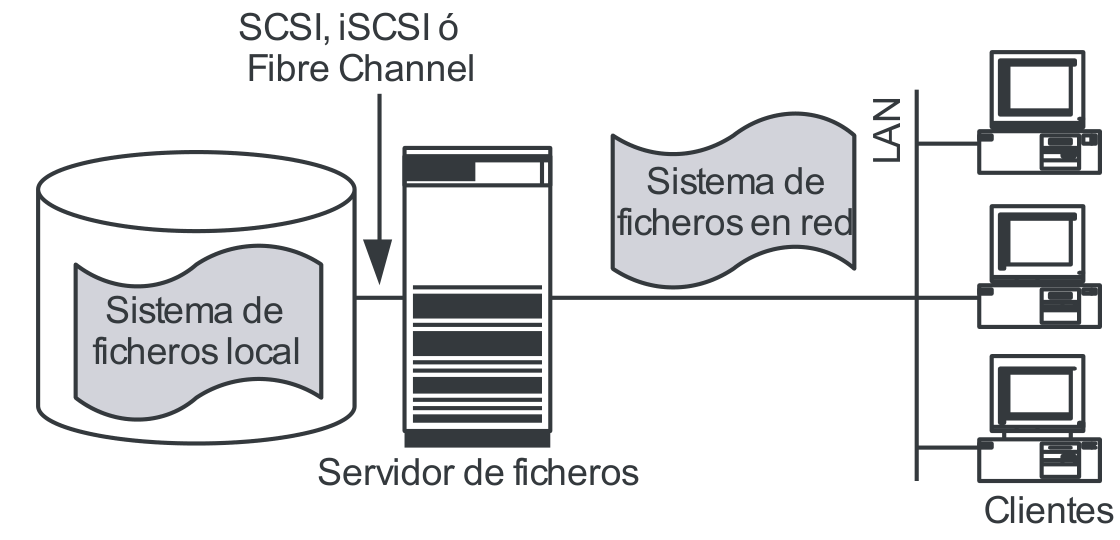 SCSI, iSCSI ó
Fibre Channel
LAN
Sistema de
ficheros en red
Sistema de
ficheros local
Servidor de ficheros
Clientes